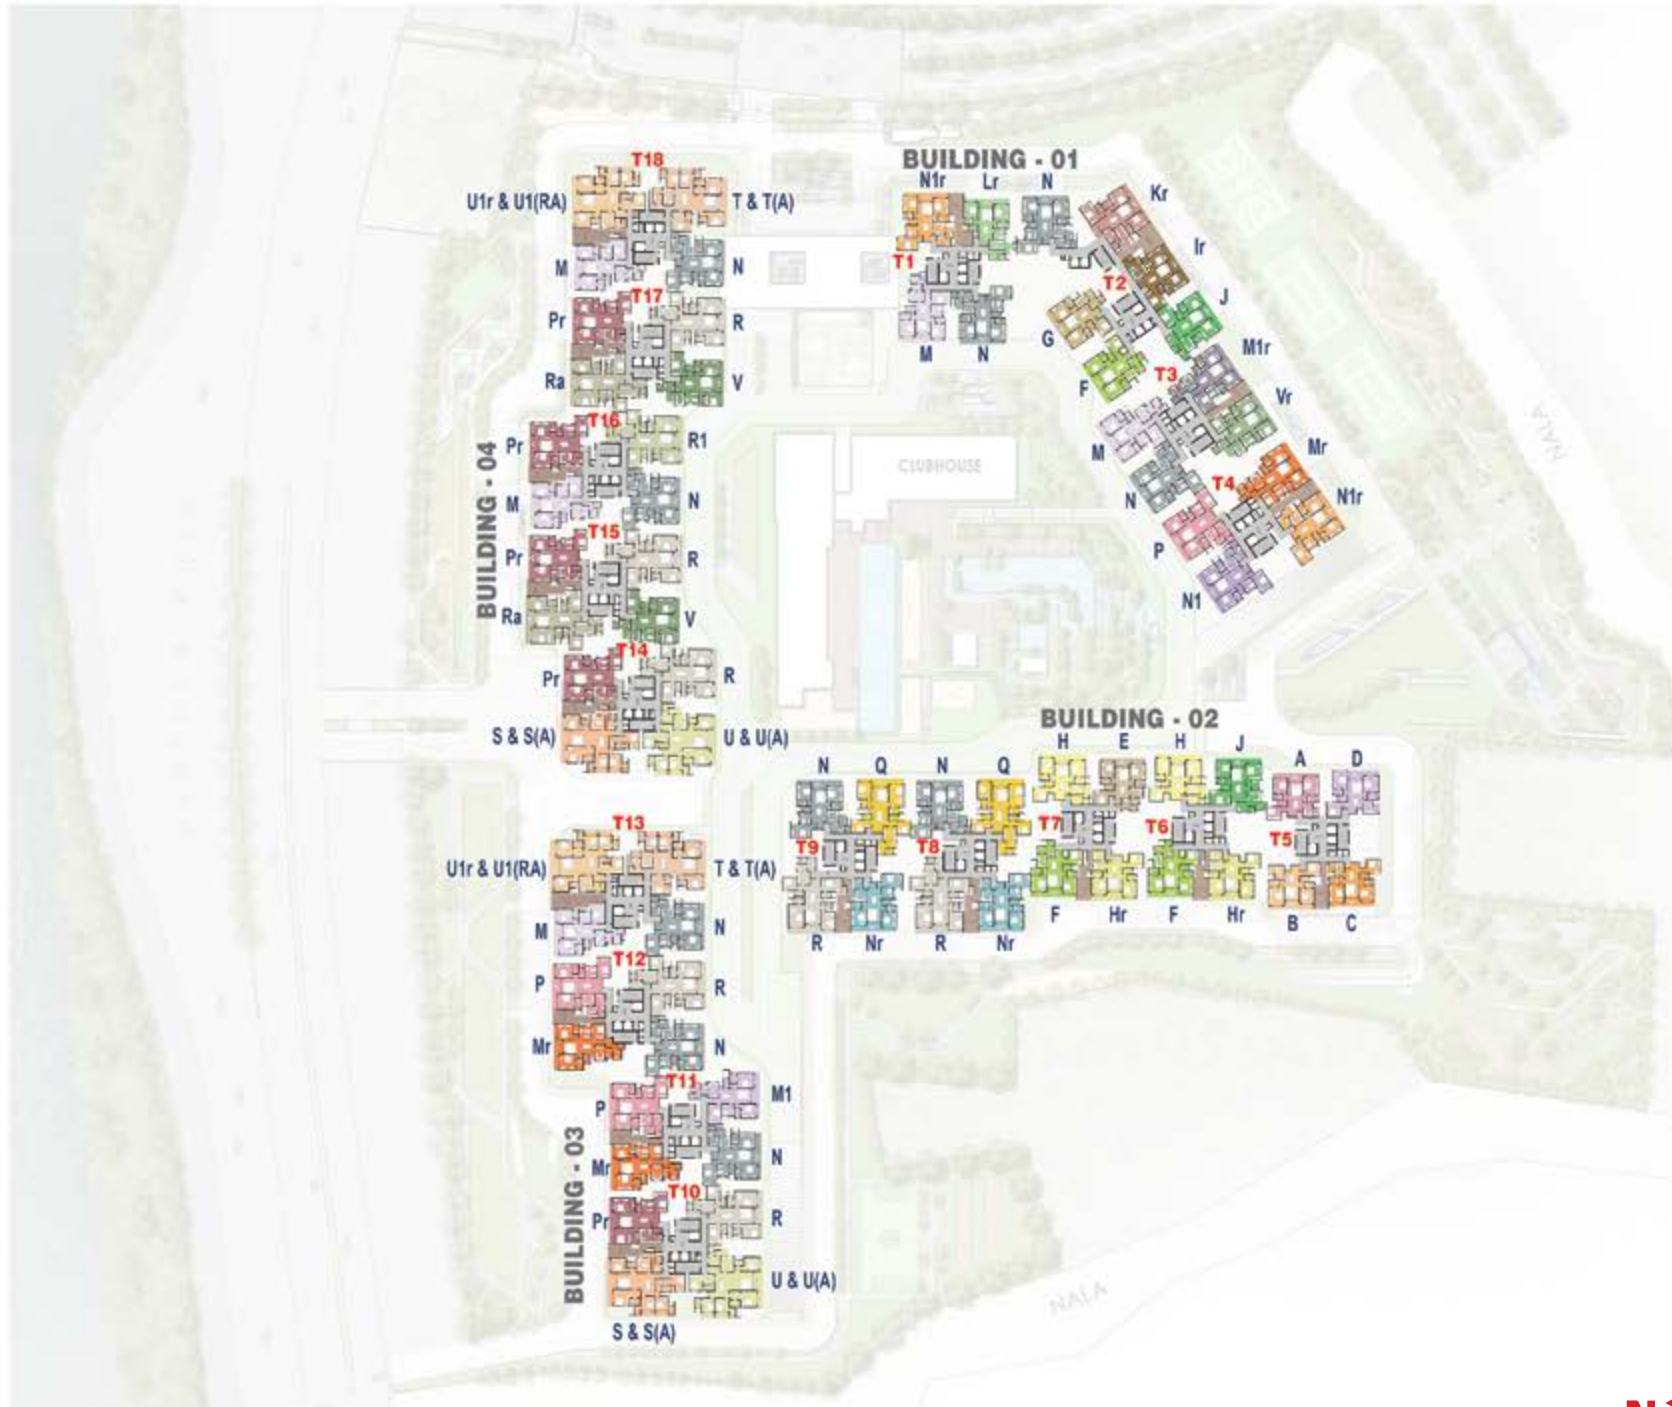 BUILDING - 01
T18
U1r & U1(RA)
T & T(A)
M
N
T17
Pr
R
Ra
V
BUILDING - 04
T16
Pr
R1
M
N
T15
Pr
R
Ra
V
T14
Pr
R
S & S(A)
U & U(A)
N1r
Lr
N
T1
M
N
Kr
Ir
T2
J
G
F
M1r
T3
Vr
M
N
Mr
T4
N1r
P
N1
NALA
CLUBHOUSE
BUILDING - 02
H
E
H
J
A
D
N
Q
N
Q
T9
T8
T7
T6
T5
R
Nr
R
Nr
F
Hr
F
Hr
B
C
T13
U1r & U1(RA)
T & T(A)
M
N
T12
P
R
Mr
N
BUILDING - 03
T11
P
M1
Mr
N
T10
Pr
R
U & U(A)
S & S(A)
NALA